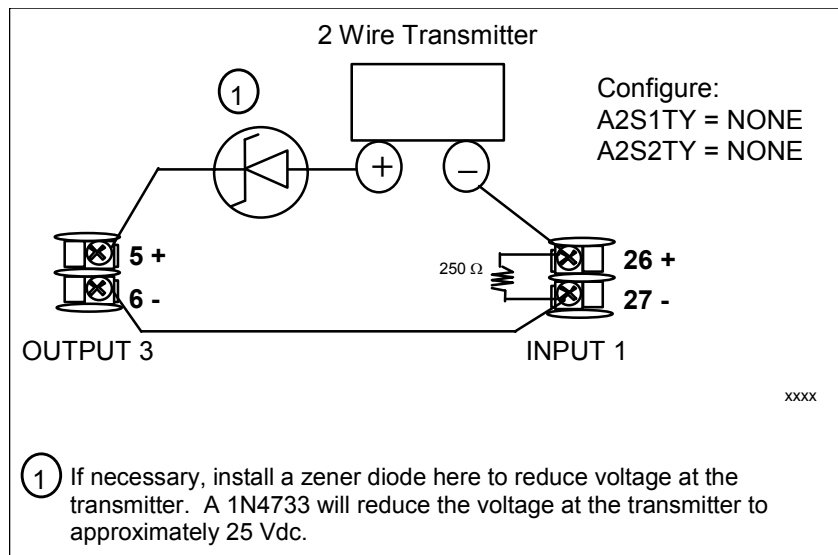 2 Wire Transmitter
1
Configure:
A2S1TY = NONE
A2S2TY = NONE
+
–
5 +
6 -
250 Ω
26 +
27 -
OUTPUT 3
INPUT 1
xxxx
1 If necessary, install a zener diode here to reduce voltage at the
transmitter. A 1N4733 will reduce the voltage at the transmitter to
approximately 25 Vdc.